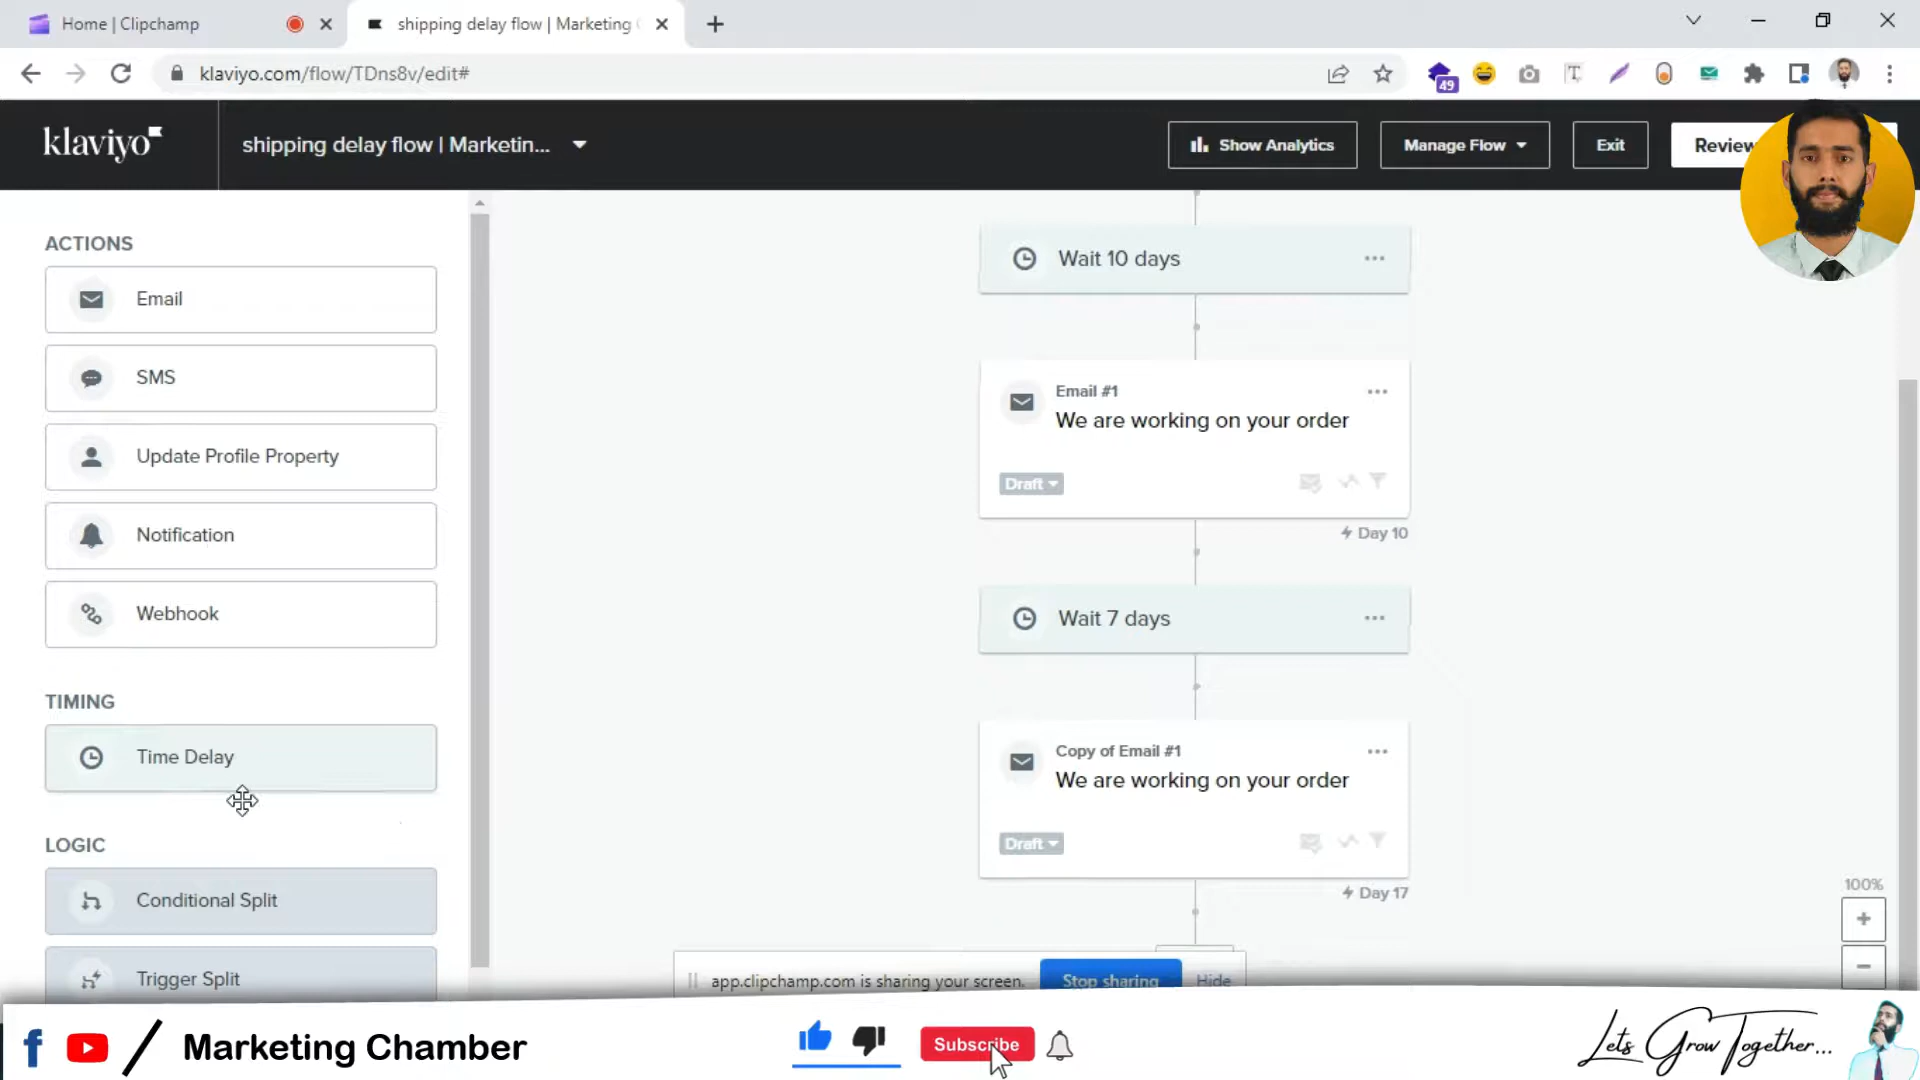 Home | Clipchamp
shipping delay flow | Marketing
klaviyo.com/flow/TDns8v/edit#
49
klaviyo
shipping delay flow | Marketin...
Show Analytics
Manage Flow
Exit
Review
ACTIONS
Email
SMS
Update Profile Property
Notification
Webhook
TIMING
Time Delay
LOGIC
Conditional Split
Trigger Split
Wait 10 days
Email #1
We are working on your order
Draft
Day 10
Wait 7 days
Copy of Email #1
We are working on your order
Draft
Day 17
100%
app.clipchamp.com is sharing your screen.
Stop sharing
Hide
Marketing Chamber
Subscribe
Lets Grow Together...